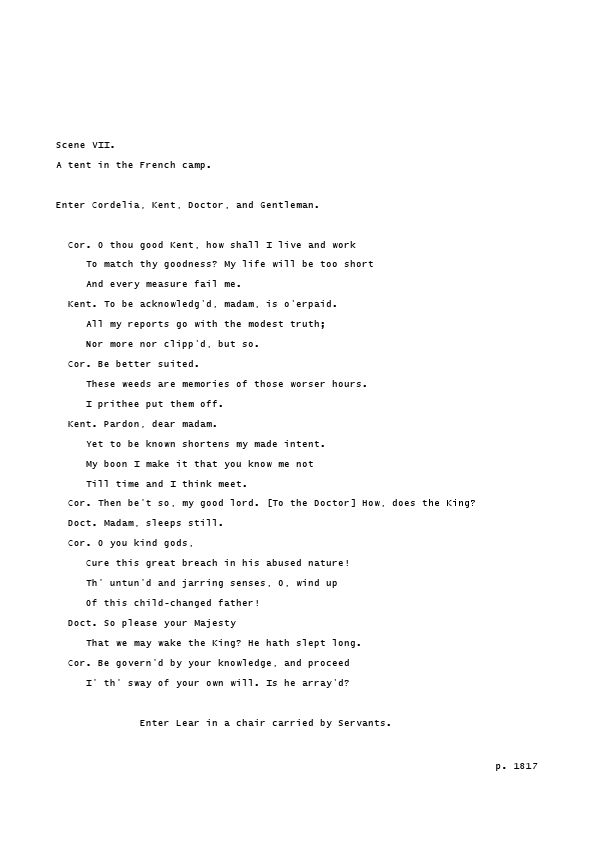 Scene VII.
A tent in the French camp.
Enter Cordelia, Kent, Doctor, and Gentleman.
Cor. O thou good Kent, how shall I live and work
To match thy goodness? My life will be too short
And every measure fail me.
Kent. To be acknowledg'd, madam, is o'erpaid.
All my reports go with the modest truth;
Nor more nor clipp'd, but so.
Cor. Be better suited.
These weeds are memories of those worser hours.
I prithee put them off.
Kent. Pardon, dear madam.
Yet to be known shortens my made intent.
My boon I make it that you know me not
Till time and I think meet.
Cor. Then be't so, my good lord. [To the Doctor] How, does the King?
Doct. Madam, sleeps still.
Cor. O you kind gods,
Cure this great breach in his abused nature!
Th' untun'd and jarring senses, O, wind up
Of this child-changed father!
Doct. So please your Majesty
That we may wake the King? He hath slept long.
Cor. Be govern'd by your knowledge, and proceed
I' th' sway of your own will. Is he array'd?
Enter Lear in a chair carried by Servants.
p. 1817